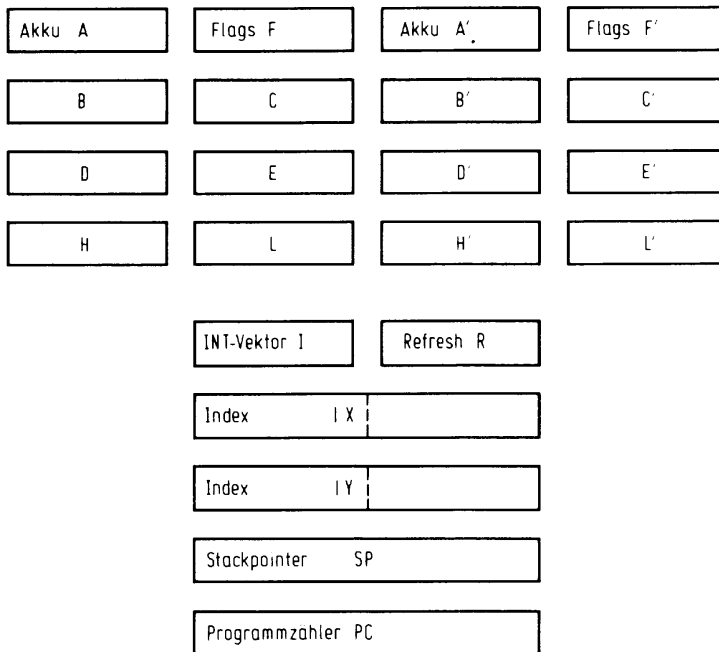 Akku A Flags F Akku A′ Flags F′
B C B′ C′
D E D′ E′
H L H′ L′
INT-Vektor I Refresh R
Index IX
Index IY
Stackpointer SP
Programmzähler PC